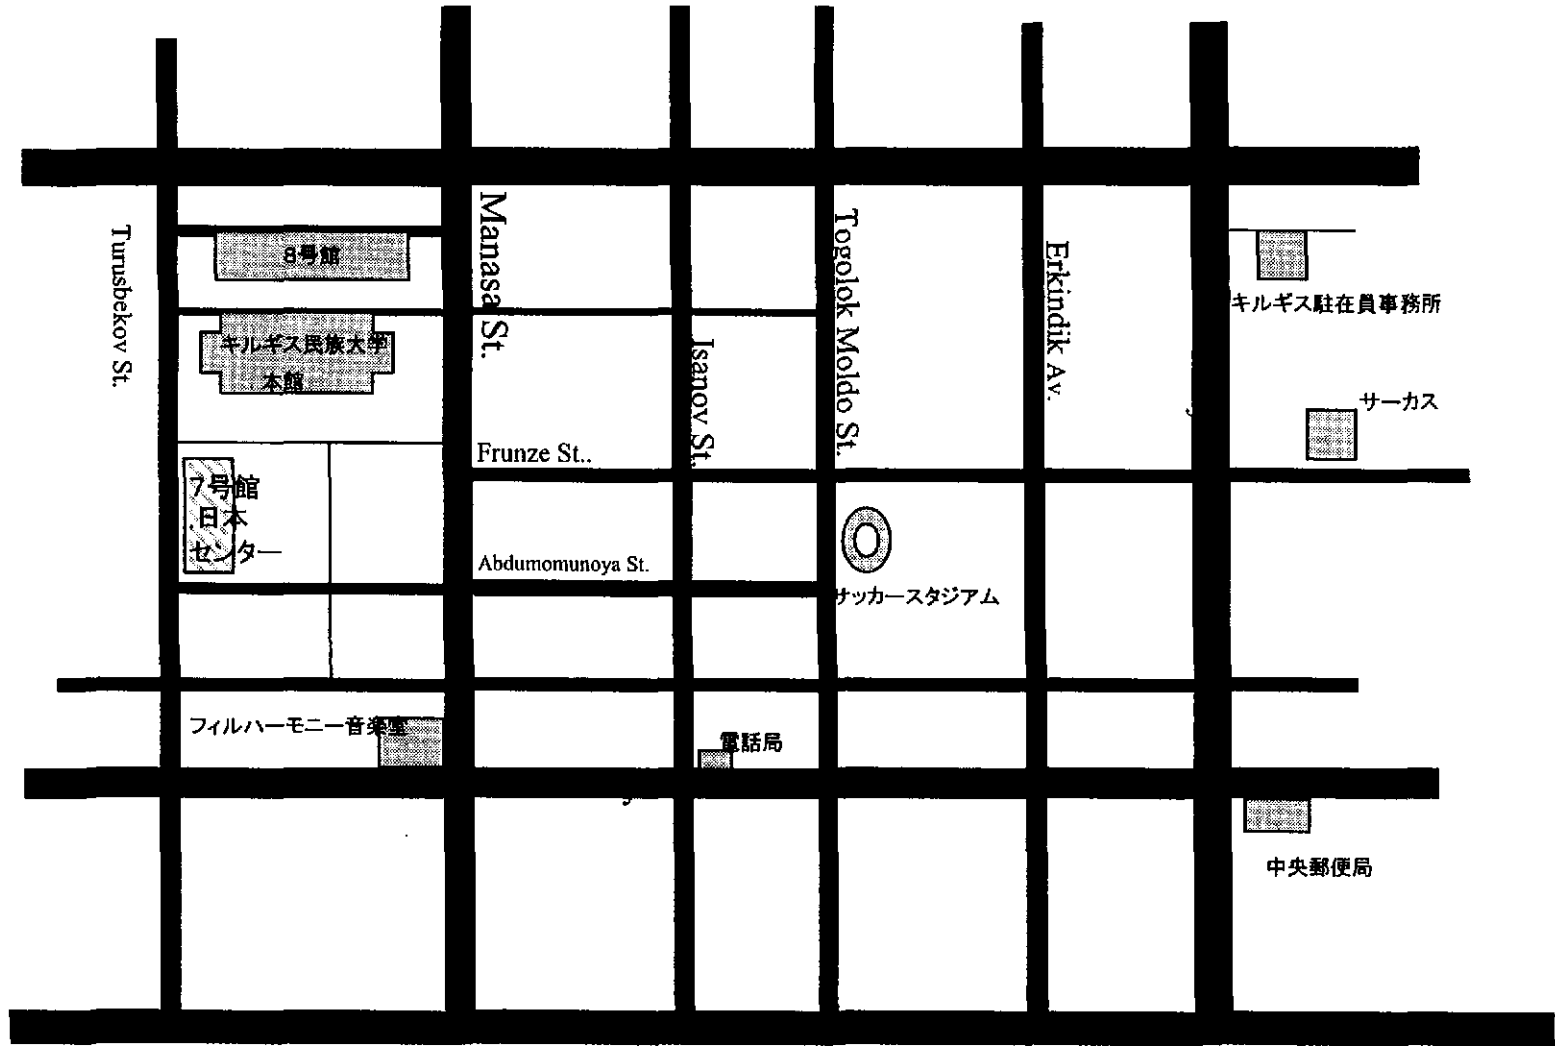 Turusbekov St.
8号館
Manasa St.
キルギス民族大学
本館
Isanov St.
Togolok Moldo St.
Erkindik Av.
キルギス駐在員事務所
サーカス
Frunze St..
7号館
日本
センター
Abdumomunoya St.
サッカースタジアム
フィルハーモニー音楽堂
電話局
中央郵便局